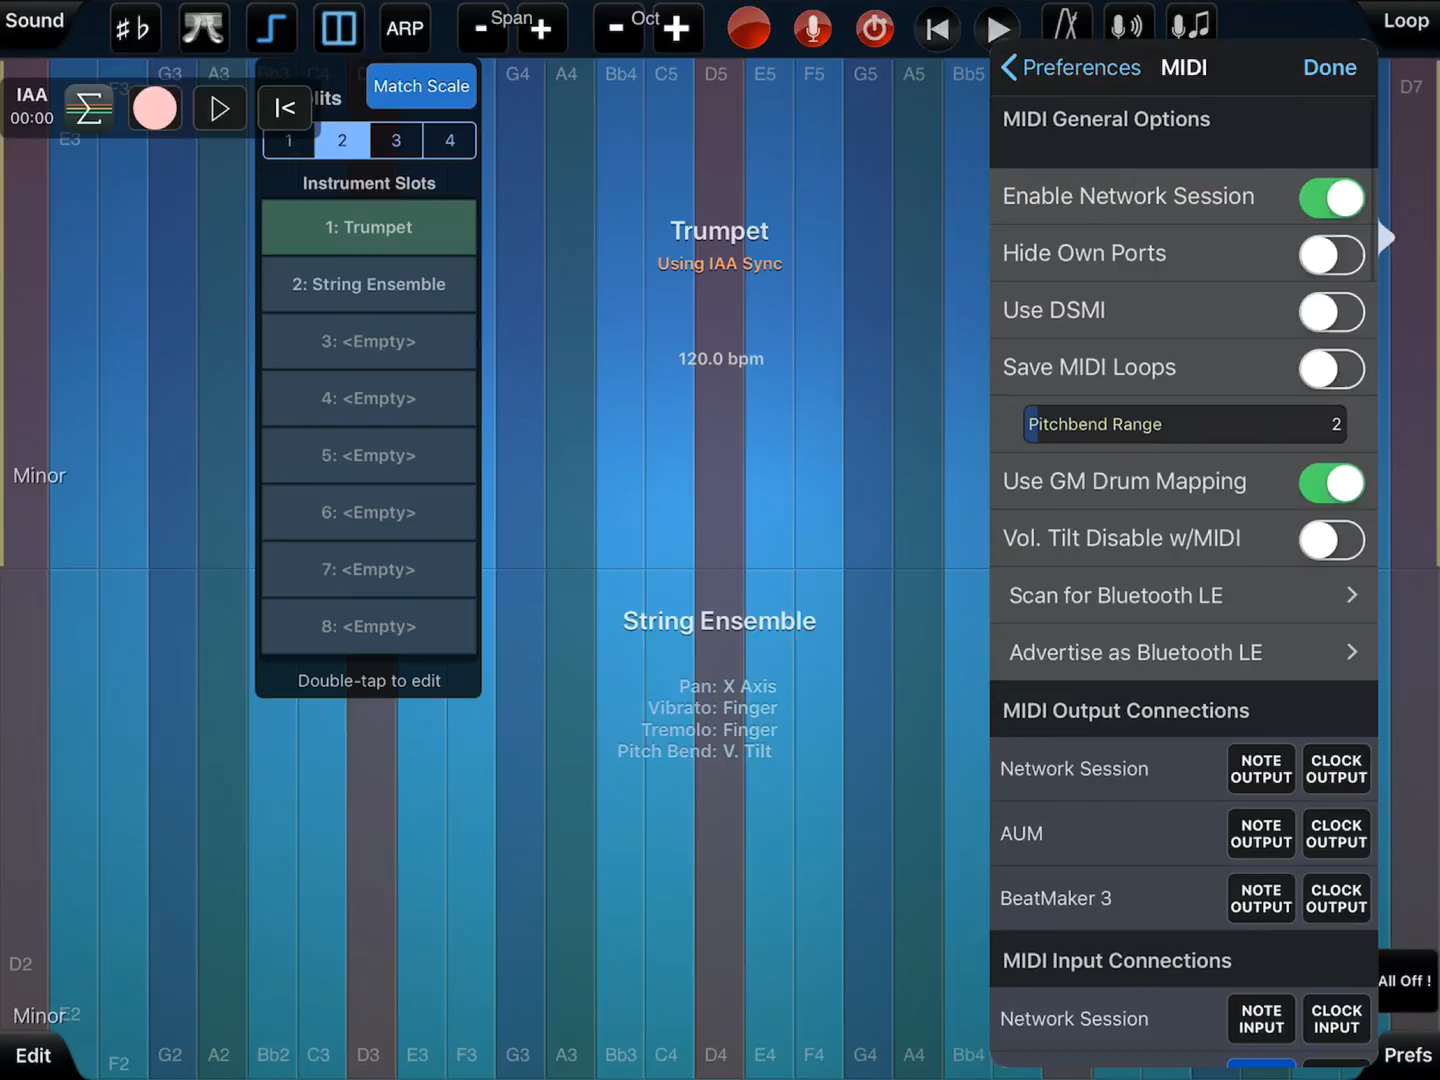 Sound
♯♭
ARP
- Span +
- Oct +
Loop
IAA
00:00
E3
F3
G3
A3
Bb3
C4
G4
A4
Bb4
C5
D5
E5
F5
G5
A5
Bb5
D7
Match Scale
1
2
3
4
Instrument Slots
1: Trumpet
2: String Ensemble
3: <Empty>
4: <Empty>
5: <Empty>
6: <Empty>
7: <Empty>
8: <Empty>
Double-tap to edit
Trumpet
Using IAA Sync
120.0 bpm
Minor
String Ensemble
Pan: X Axis
Vibrato: Finger
Tremolo: Finger
Pitch Bend: V. Tilt
Preferences
MIDI
Done
MIDI General Options
Enable Network Session
Hide Own Ports
Use DSMI
Save MIDI Loops
Pitchbend Range 2
Use GM Drum Mapping
Vol. Tilt Disable w/MIDI
Scan for Bluetooth LE
Advertise as Bluetooth LE
MIDI Output Connections
Network Session
NOTE OUTPUT
CLOCK OUTPUT
AUM
NOTE OUTPUT
CLOCK OUTPUT
BeatMaker 3
NOTE OUTPUT
CLOCK OUTPUT
MIDI Input Connections
Network Session
NOTE INPUT
CLOCK INPUT
All Off !
D2
Minor
E2
F2
G2
A2
Bb2
C3
D3
E3
F3
G3
A3
Bb3
C4
D4
E4
F4
G4
A4
Bb4
Edit
Prefs